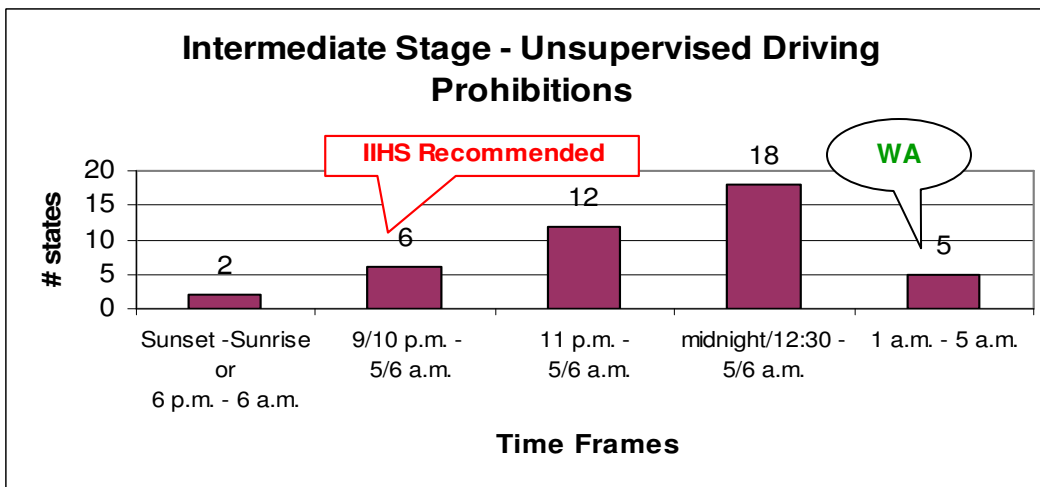 Intermediate Stage - Unsupervised Driving
Prohibitions
IIHS Recommended
WA
# states
20
15
10
5
0
2
6
12
18
5
Sunset -Sunrise
or
6 p.m. - 6 a.m.
9/10 p.m. -
5/6 a.m.
11 p.m. -
5/6 a.m.
midnight/12:30 -
5/6 a.m.
1 a.m. - 5 a.m.
Time Frames